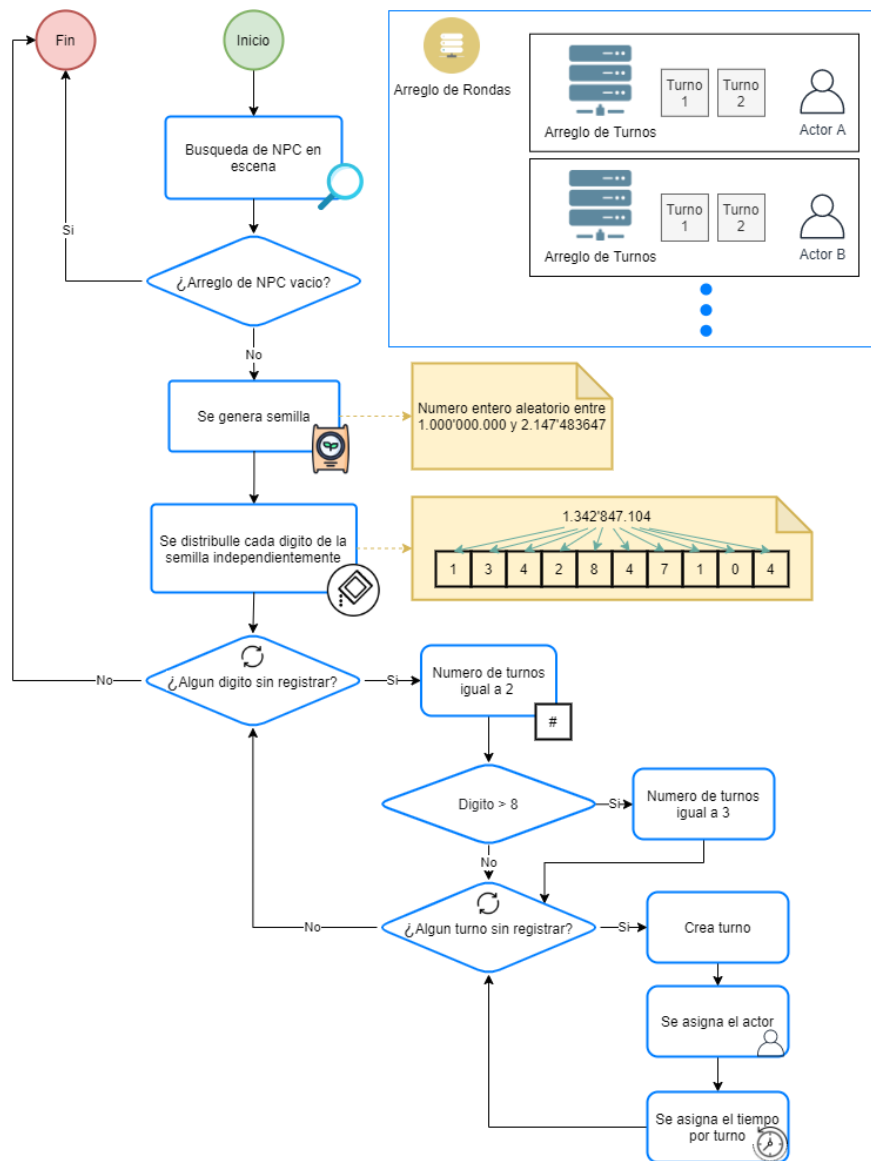 Fin
Inicio
Arreglo de Rondas
Arreglo de Turnos
Turno
1
Turno
2
Actor A
Arreglo de Turnos
Turno
1
Turno
2
Actor B
Busqueda de NPC en
escena
Si
¿Arreglo de NPC vacio?
No
Se genera semilla
Numero entero aleatorio entre
1.000'000.000 y 2.147'483647
Se distribulle cada digito de la
semilla independientemente
1.342'847.104
1 3 4 2 8 4 7 1 0 4
No
¿Algun digito sin registrar?
Si
Numero de turnos
igual a 2
#
Digito > 8
Si
Numero de turnos
igual a 3
No
No
¿Algun turno sin registrar?
Si
Crea turno
Se asigna el actor
Se asigna el tiempo
por turno